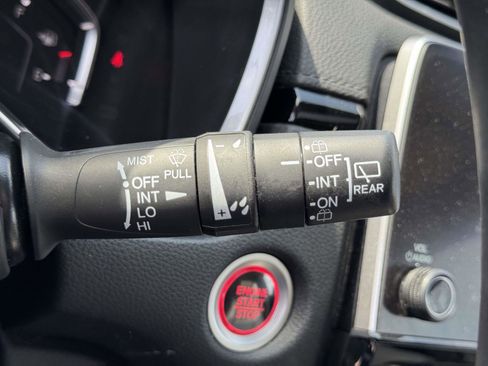 MIST
PULL
OFF
INT
LO
HI
-
+
OFF
INT
REAR
ON
ENGINE
START
STOP
VOL
AUDIO